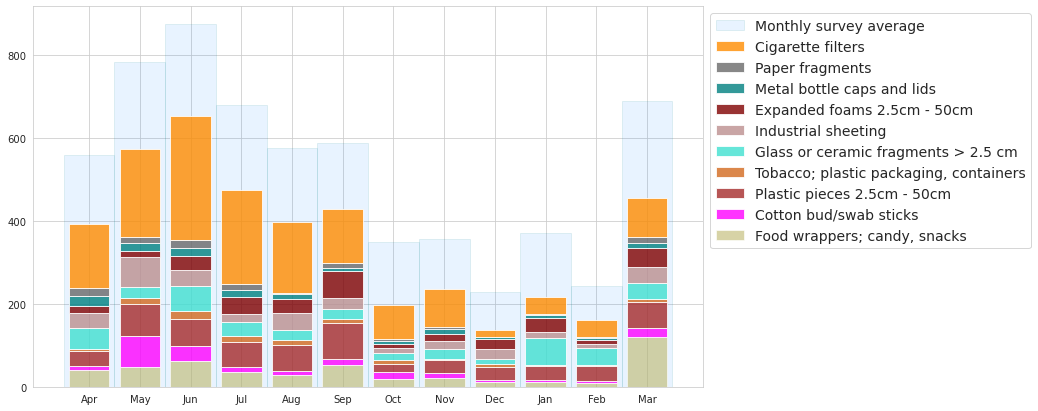 800
600
400
200
0
Apr May Jun Jul Aug Sep Oct Nov Dec Jan Feb Mar
Monthly survey average
Cigarette filters
Paper fragments
Metal bottle caps and lids
Expanded foams 2.5cm - 50cm
Industrial sheeting
Glass or ceramic fragments > 2.5 cm
Tobacco; plastic packaging, containers
Plastic pieces 2.5cm - 50cm
Cotton bud/swab sticks
Food wrappers; candy, snacks